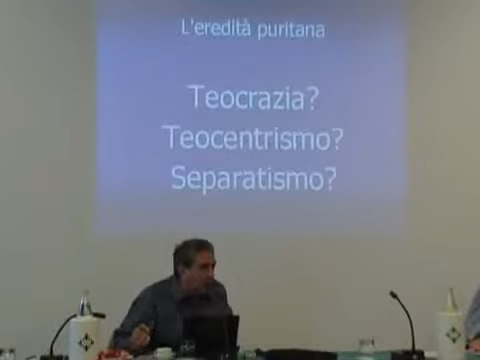 L'eredità puritana
Teocrazia?
Teocentrismo?
Separatismo?